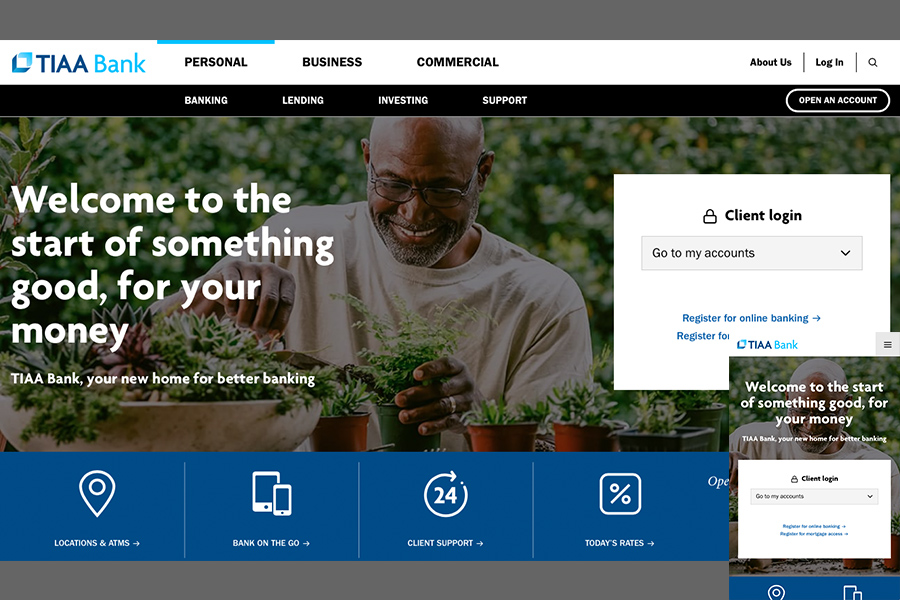 TIAA Bank
PERSONAL
BUSINESS
COMMERCIAL
About Us
Log In
BANKING
LENDING
INVESTING
SUPPORT
OPEN AN ACCOUNT
Welcome to the
start of something
good, for your
money
TIAA Bank, your new home for better banking
Client login
Go to my accounts
Register for online banking →
Register for
24
%
LOCATIONS & ATMS →
BANK ON THE GO →
CLIENT SUPPORT →
TODAY'S RATES →
Ope
TIAA Bank
Welcome to the start
of something good, for
your money
TIAA Bank, your new home for better banking
Client login
Go to my accounts
Register for online banking →
Register for mortgage access →